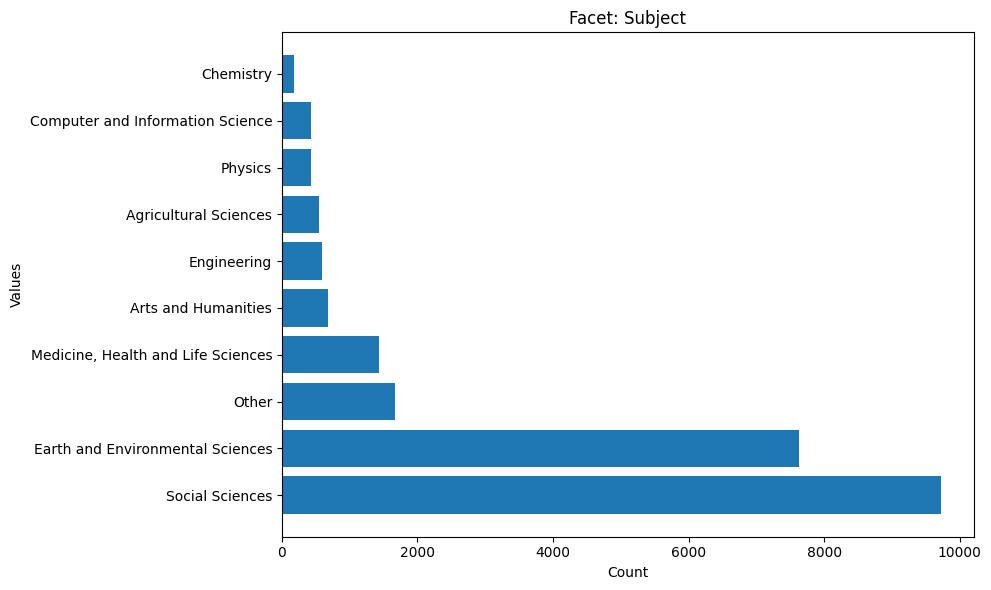 Facet: Subject
Chemistry
Computer and Information Science
Physics
Agricultural Sciences
Engineering
Arts and Humanities
Medicine, Health and Life Sciences
Other
Earth and Environmental Sciences
Social Sciences
Values
0 2000 4000 6000 8000 10000
Count